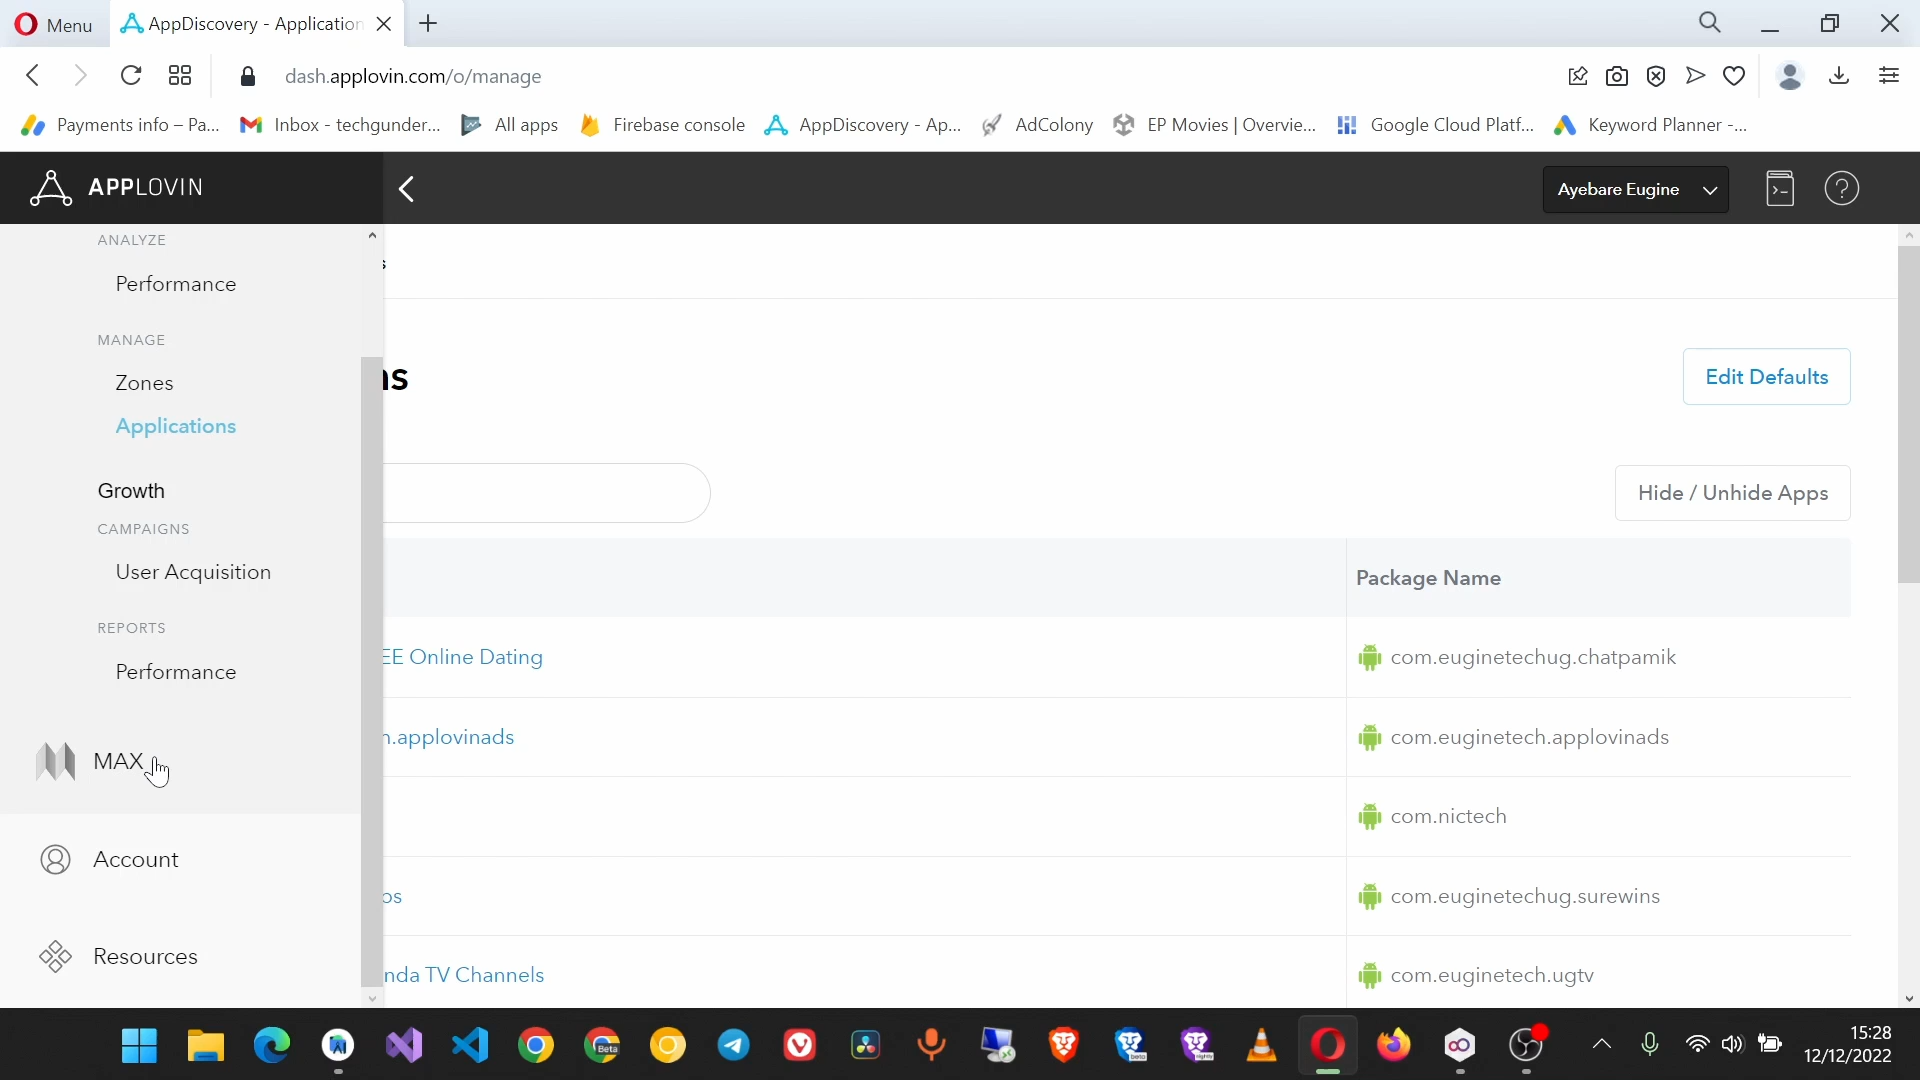 Menu
AppDiscovery - Application
dash.applovin.com/o/manage
Payments info – Pa...
Inbox - techgunder...
All apps
Firebase console
AppDiscovery - Ap...
AdColony
EP Movies | Overvie...
Google Cloud Platf...
Keyword Planner -...
APPLOVIN
Ayebare Eugine
ANALYZE
Performance
MANAGE
Zones
Applications
Growth
CAMPAIGNS
User Acquisition
REPORTS
Performance
MAX
Account
Resources
s
ns
Edit Defaults
Hide / Unhide Apps
Package Name
EE Online Dating
com.euginetechug.chatpamik
h.applovinads
com.euginetech.applovinads
com.nictech
os
com.euginetechug.surewins
nda TV Channels
com.euginetech.ugtv
Beta
beta
nightly
15:28
12/12/2022